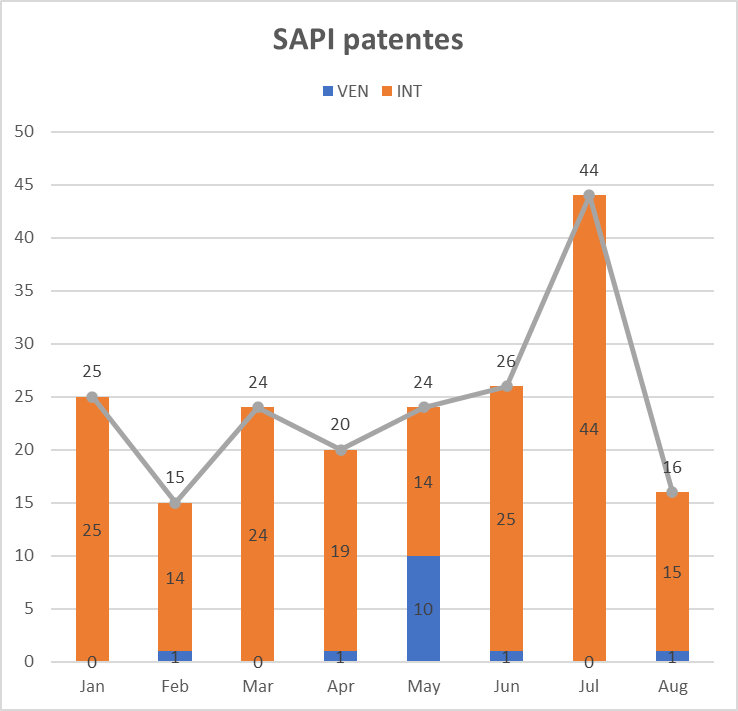 SAPI patentes
VEN INT
50
45
40
35
30
25
20
15
10
5
0
25 15 24 20 24 26 44 16
25 14 24 19 14 25 44 15
0 1 0 1 10 1 0 1
Jan Feb Mar Apr May Jun Jul Aug